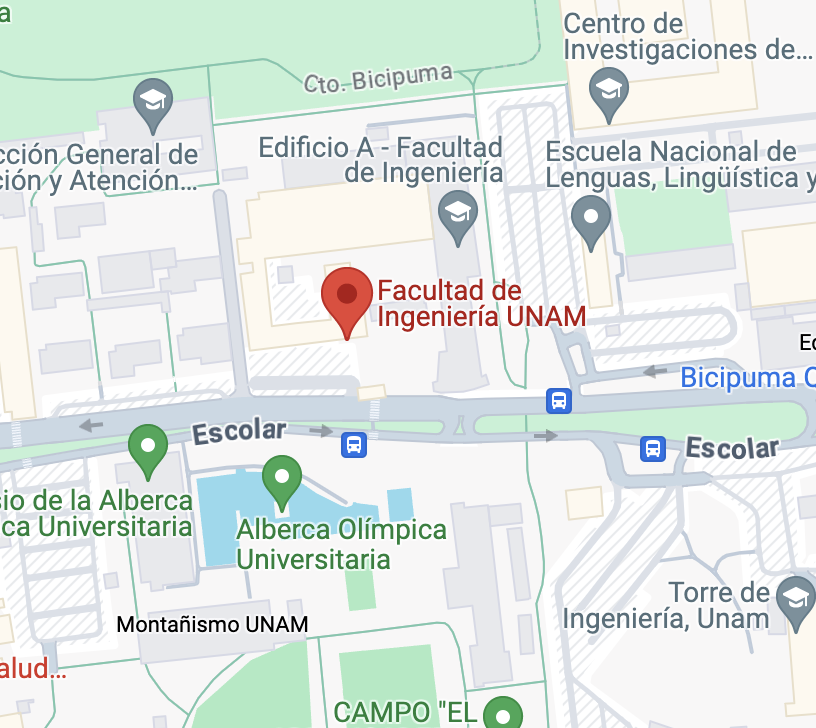 a
Centro de
Investigaciones de...
Cto. Bicipuma
cción General de
ción y Atención...
Edificio A - Facultad
de Ingeniería
Escuela Nacional de
Lenguas, Lingüística y
Facultad de
Ingeniería UNAM
Ec
Bicipuma C
Escolar
Escolar
sio de la Alberca
ca Universitaria
Alberca Olímpica
Universitaria
Torre de
Ingeniería, Unam
Montañismo UNAM
alud...
CAMPO "EL